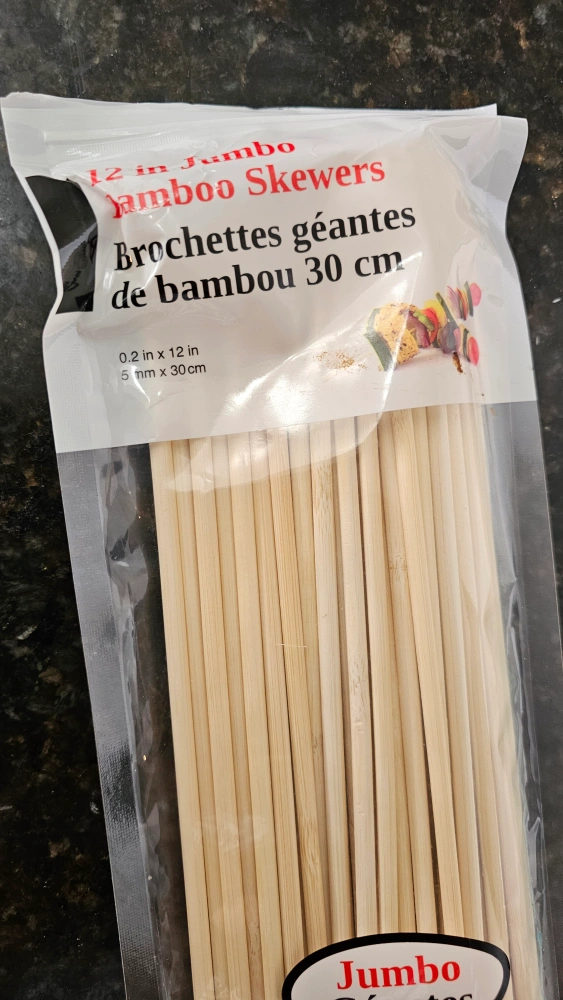 12 in Jumbo
Bamboo Skewers
Brochettes géantes
de bambou 30 cm
0.2 in x 12 in
5 mm x 30 cm
Jumbo
Géantes